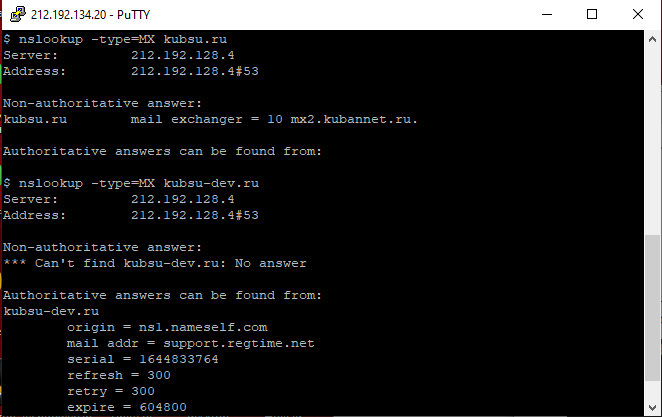 212.192.134.20 - PuTTY
$ nslookup -type=MX kubsu.ru
Server: 212.192.128.4
Address: 212.192.128.4#53
Non-authoritative answer:
kubsu.ru mail exchanger = 10 mx2.kubannet.ru.
Authoritative answers can be found from:
$ nslookup -type=MX kubsu-dev.ru
Server: 212.192.128.4
Address: 212.192.128.4#53
Non-authoritative answer:
*** Can't find kubsu-dev.ru: No answer
Authoritative answers can be found from:
kubsu-dev.ru
origin = ns1.nameself.com
mail addr = support.regtime.net
serial = 1644833764
refresh = 300
retry = 300
expire = 604800